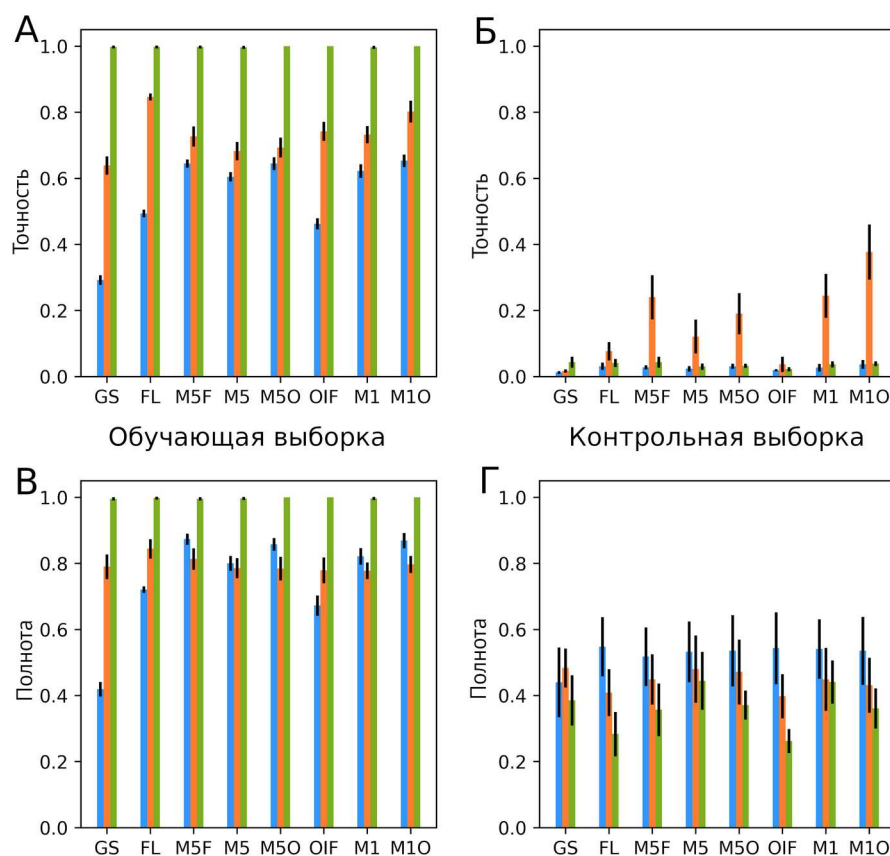 А
Точность
1.0
0.8
0.6
0.4
0.2
0.0
GS FL M5F M5 M5O OIF M1 M1O
Обучающая выборка
Б
Точность
1.0
0.8
0.6
0.4
0.2
0.0
GS FL M5F M5 M5O OIF M1 M1O
Контрольная выборка
В
Полнота
1.0
0.8
0.6
0.4
0.2
0.0
GS FL M5F M5 M5O OIF M1 M1O
Г
Полнота
1.0
0.8
0.6
0.4
0.2
0.0
GS FL M5F M5 M5O OIF M1 M1O